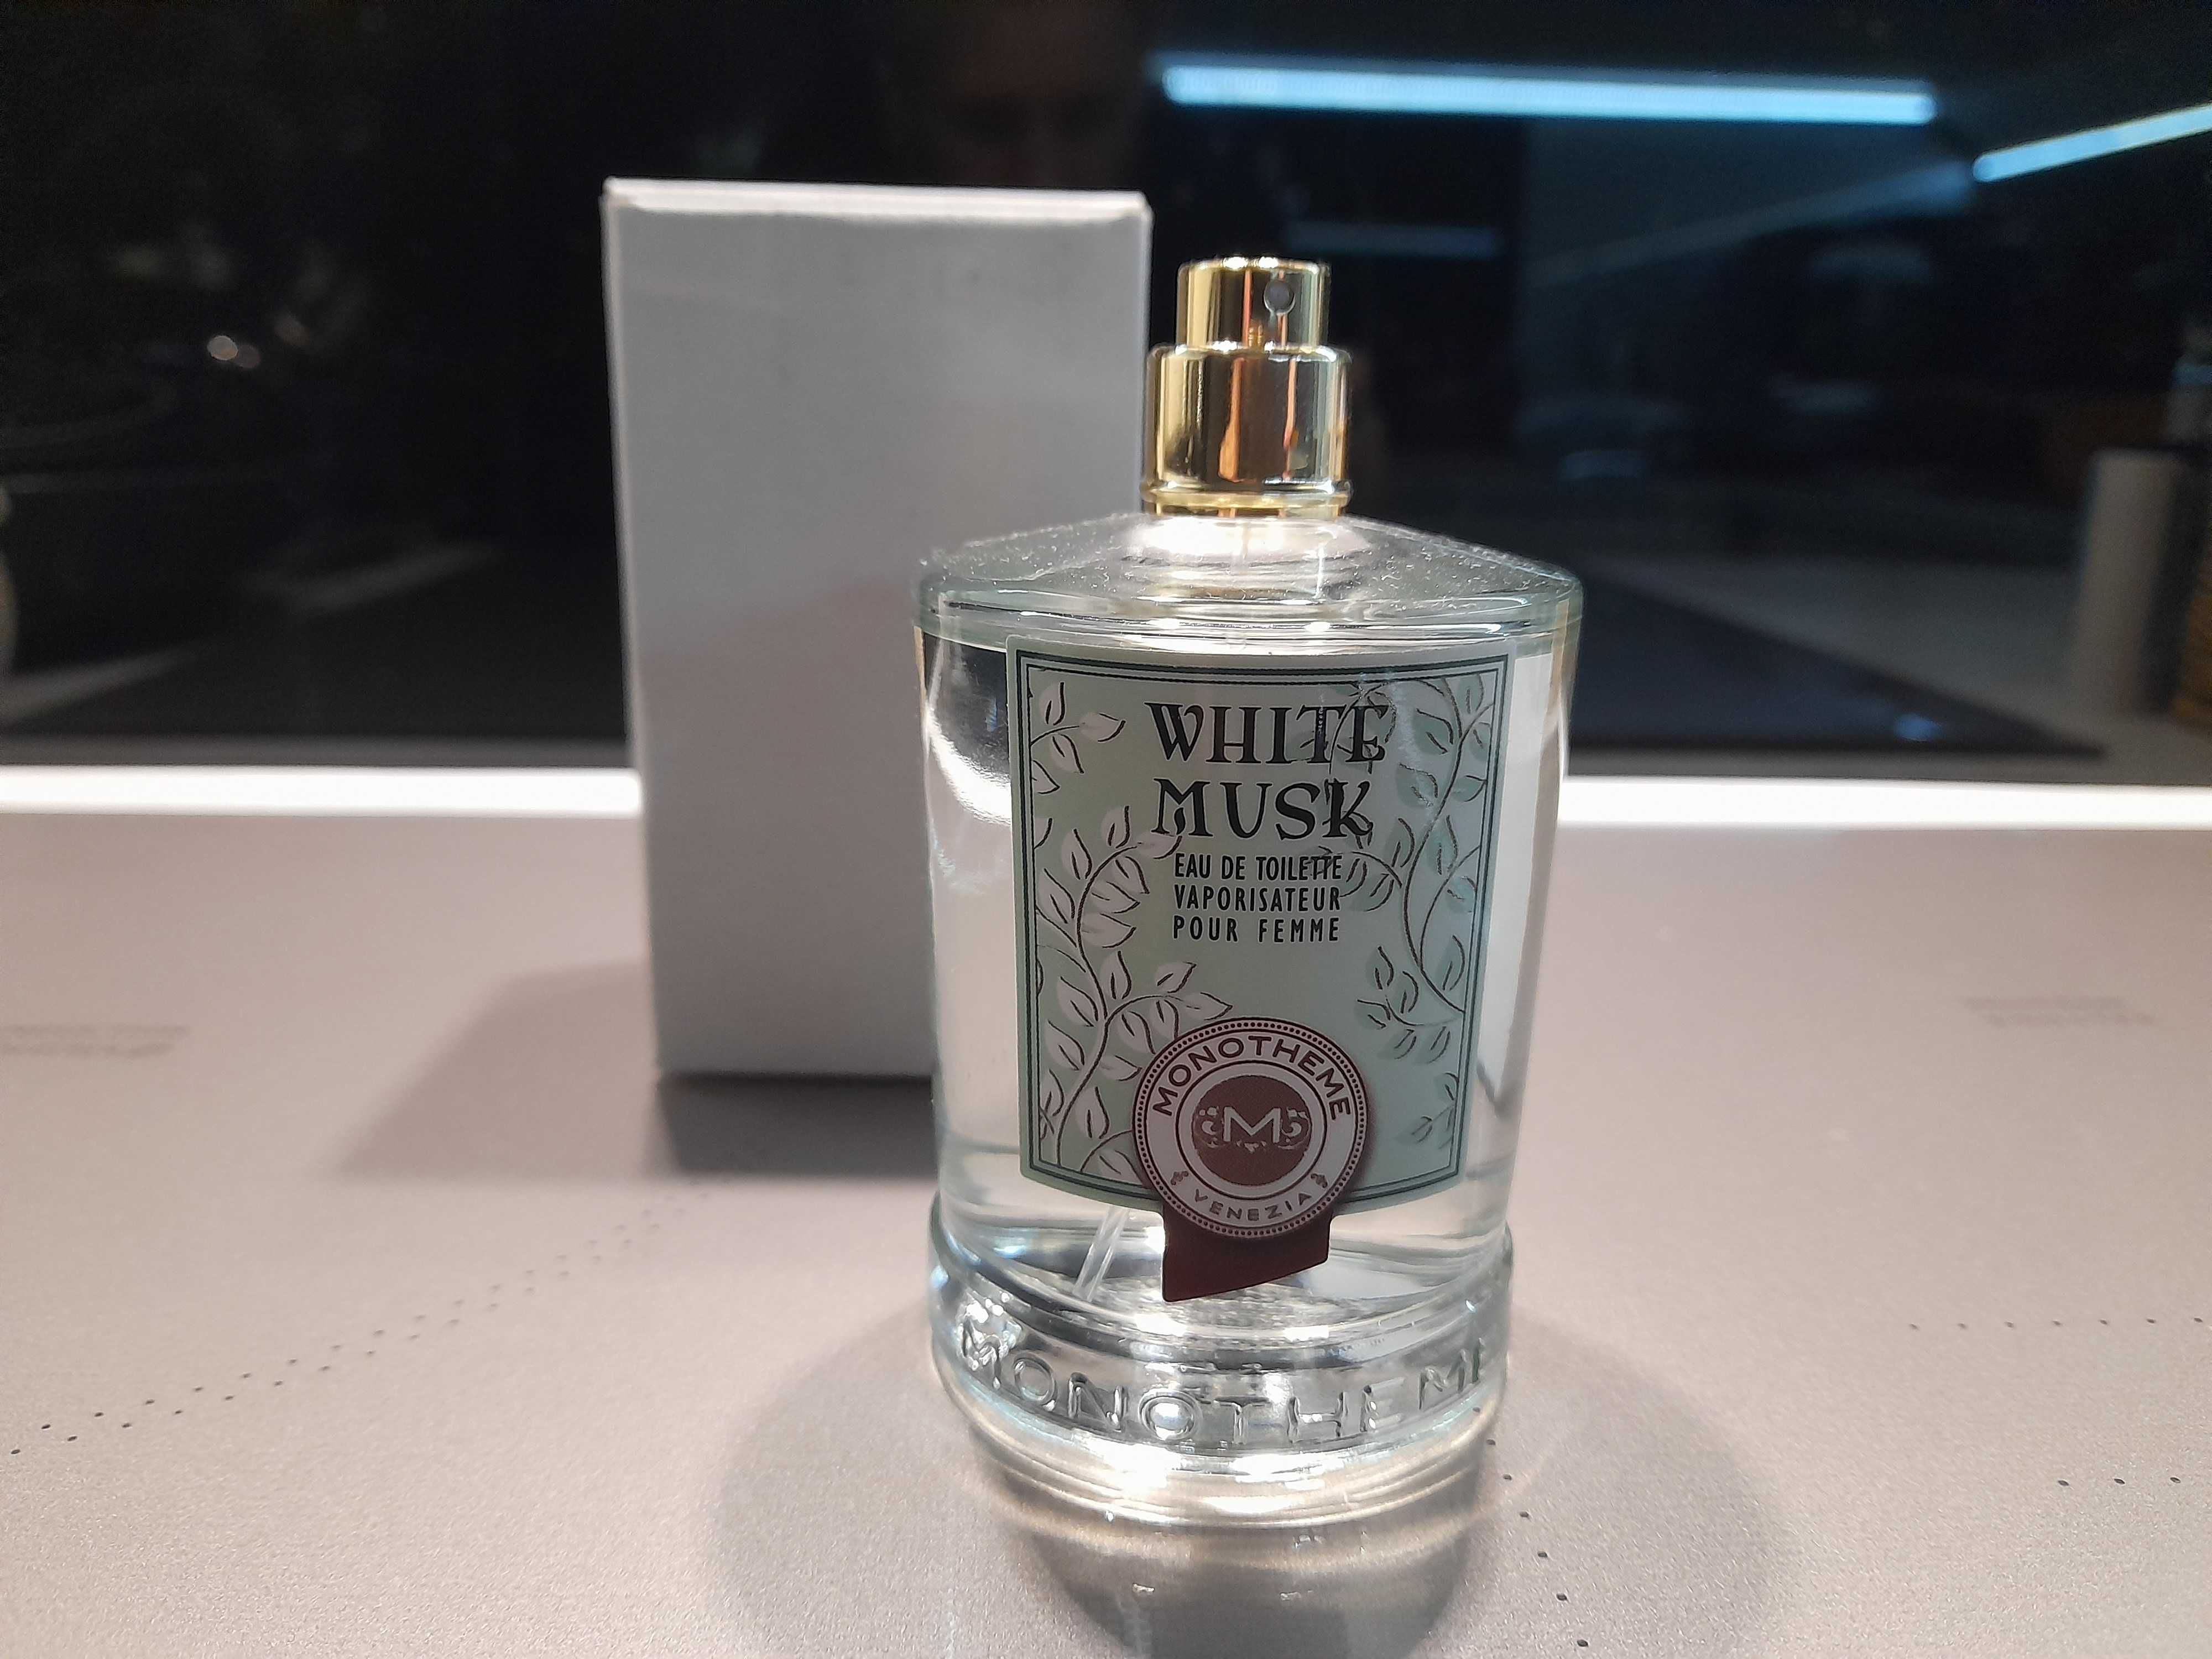 WHITE
MUSK
EAU DE TOILETTE
VAPORISATEUR
POUR FEMME
MONOTHEME
M
VENEZIA
MONOTHEME